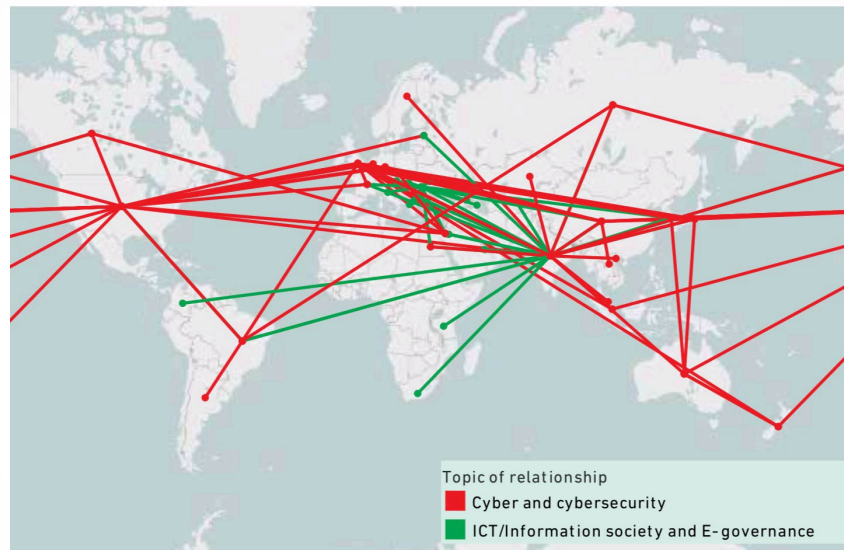 Topic of relationship
Cyber and cybersecurity
ICT/Information society and E-governance